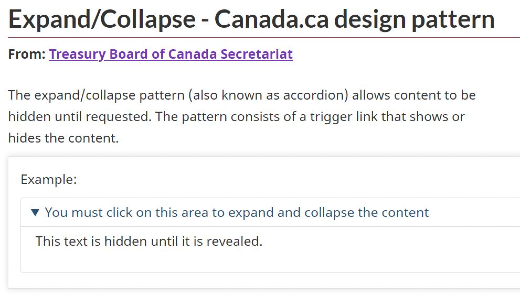 Expand/Collapse - Canada.ca design pattern
From: Treasury Board of Canada Secretariat
The expand/collapse pattern (also known as accordion) allows content to be
hidden until requested. The pattern consists of a trigger link that shows or
hides the content.
Example:
▼ You must click on this area to expand and collapse the content
This text is hidden until it is revealed.